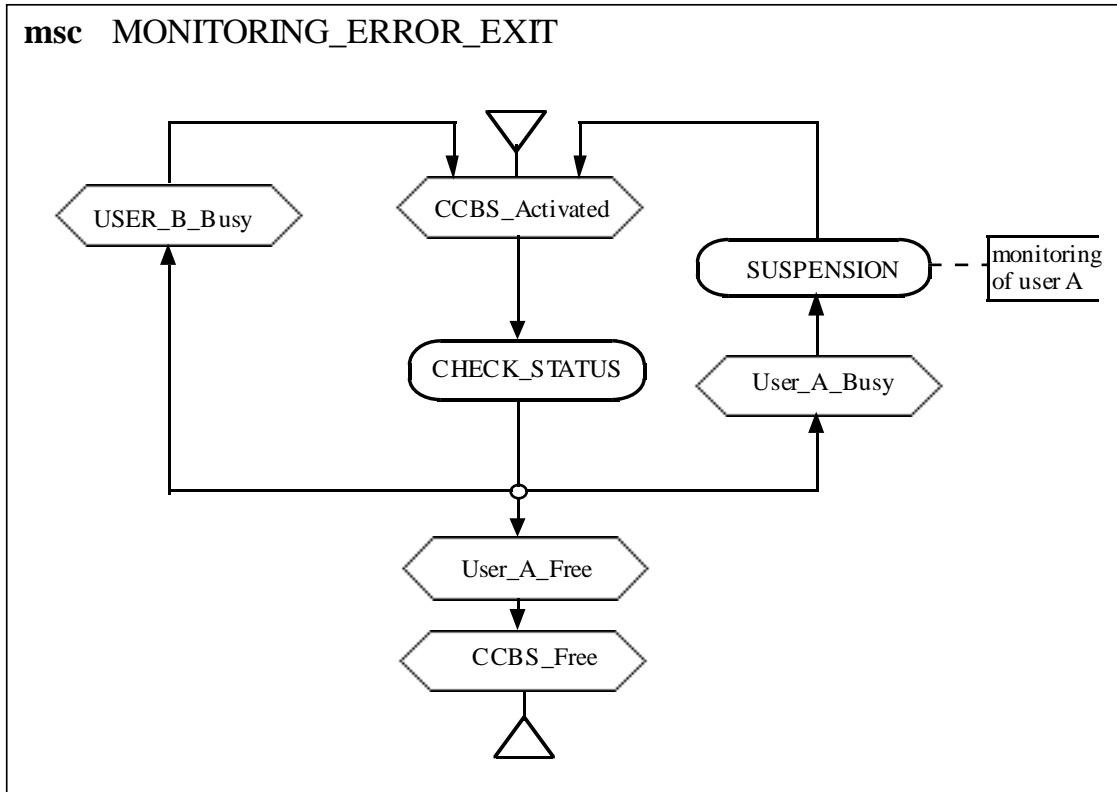 msc MONITORING_ERROR_EXIT
USER_B_Busy
CCBS_Activated
SUSPENSION
monitoring
of user A
CHECK_STATUS
User_A_Busy
User_A_Free
CCBS_Free